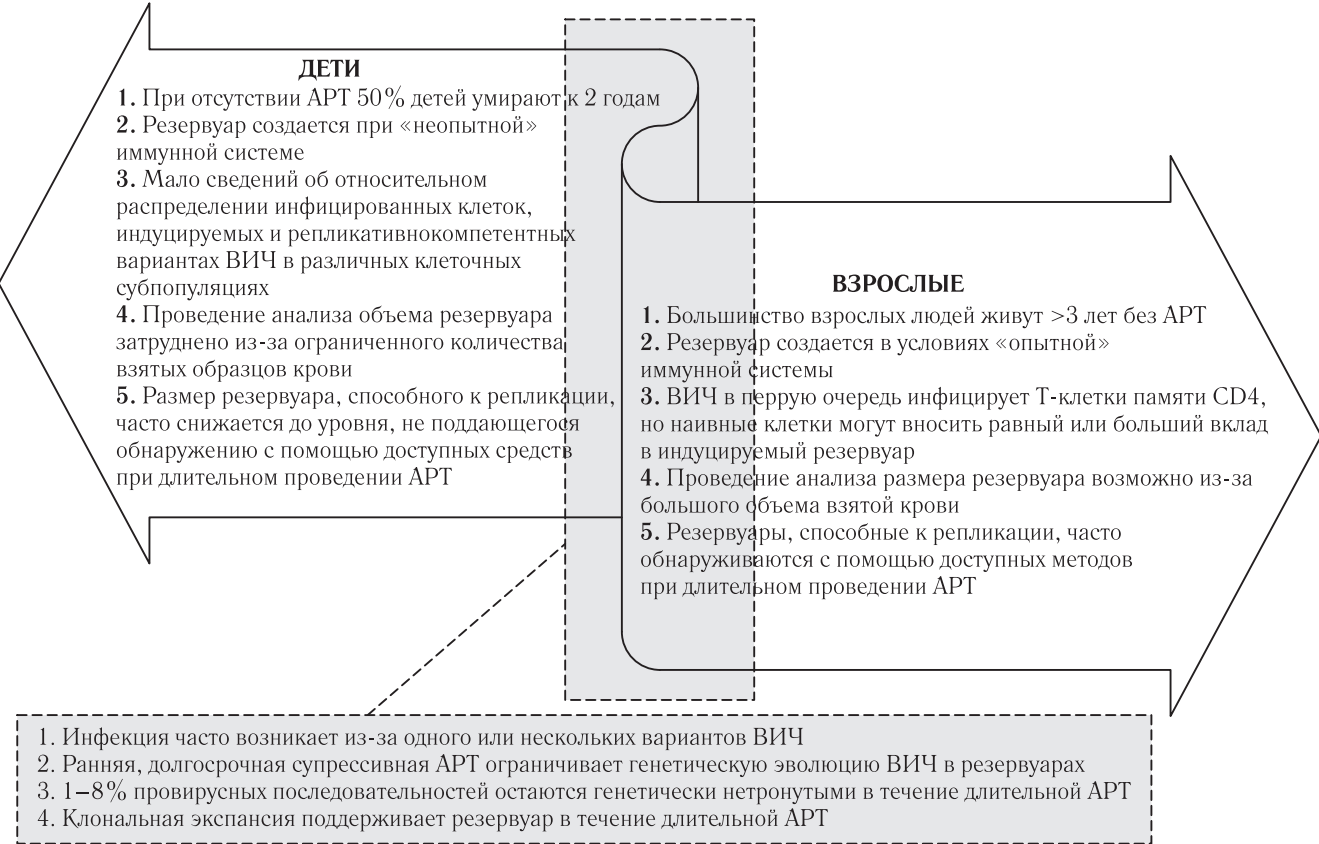 ДЕТИ
1. При отсутствии АРТ 50% детей умирают к 2 годам
2. Резервуар создается при «неопытной»
иммунной системе
3. Мало сведений об относительном
распределении инфицированных клеток,
индуцируемых и репликативнокомпетентных
вариантах ВИЧ в различных клеточных
субпопуляциях
4. Проведение анализа объема резервуара
затруднено из-за ограниченного количества
взятых образцов крови
5. Размер резервуара, способного к репликации,
часто снижается до уровня, не поддающегося
обнаружению с помощью доступных средств
при длительном проведении АРТ
ВЗРОСЛЫЕ
1. Большинство взрослых людей живут >3 лет без АРТ
2. Резервуар создается в условиях «опытной»
иммунной системы
3. ВИЧ в перрую очередь инфицирует Т-клетки памяти CD4,
но наивные клетки могут вносить равный или больший вклад
в индуцируемый резервуар
4. Проведение анализа размера резервуара возможно из-за
большого объема взятой крови
5. Резервуары, способные к репликации, часто
обнаруживаются с помощью доступных методов
при длительном проведении АРТ
1. Инфекция часто возникает из-за одного или нескольких вариантов ВИЧ
2. Ранняя, долгосрочная супрессивная АРТ ограничивает генетическую эволюцию ВИЧ в резервуарах
3. 1–8% провирусных последовательностей остаются генетически нетронутыми в течение длительной АРТ
4. Клональная экспансия поддерживает резервуар в течение длительной АРТ